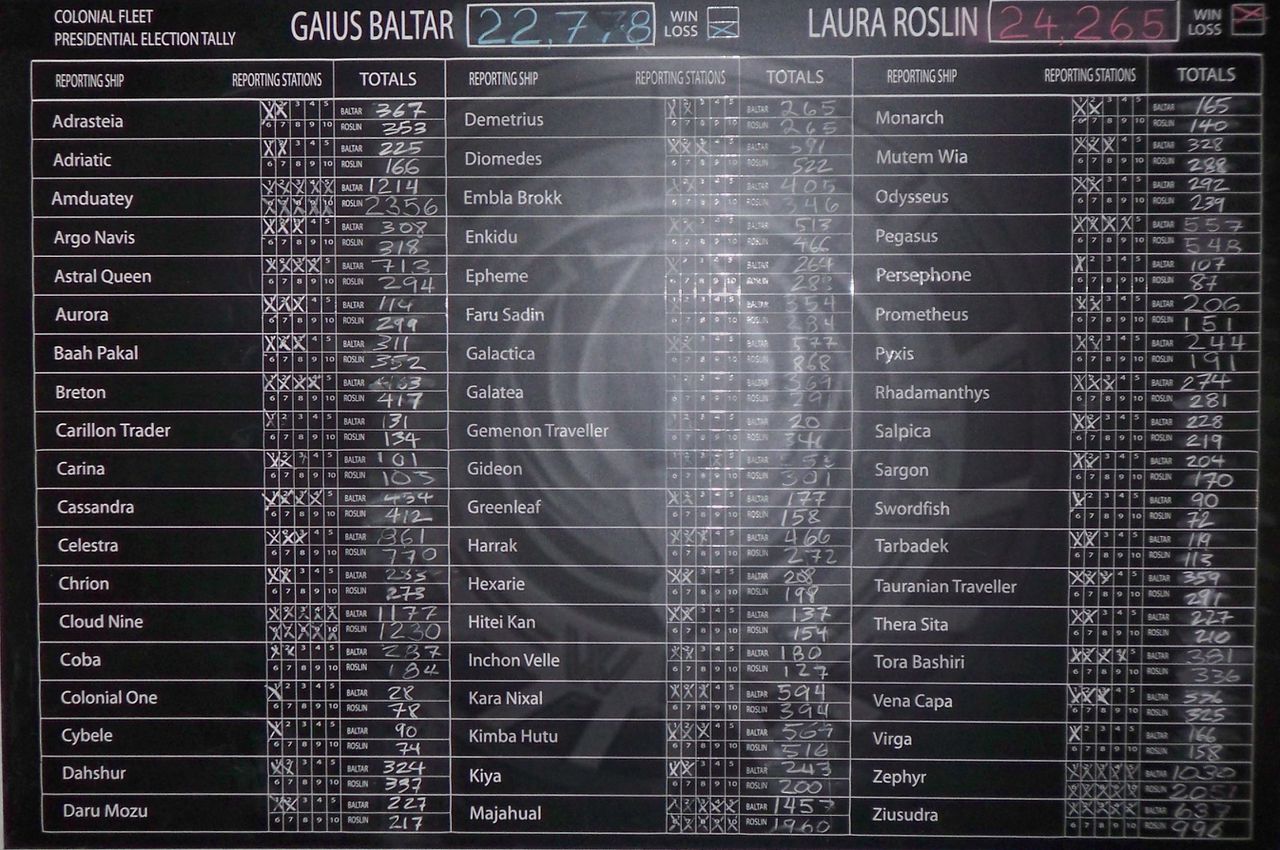 COLONIAL FLEET
PRESIDENTIAL ELECTION TALLY
GAIUS BALTAR 22,778 WIN LOSS X
LAURA ROSLIN 24,265 WIN X LOSS
REPORTING SHIP REPORTING STATIONS TOTALS
Adrasteia BALTAR 367 ROSLIN 353
Adriatic BALTAR 225 ROSLIN 166
Amduatey BALTAR 1214 ROSLIN 2356
Argo Navis BALTAR 308 ROSLIN 318
Astral Queen BALTAR 713 ROSLIN 294
Aurora BALTAR 114 ROSLIN 299
Baah Pakal BALTAR 311 ROSLIN 352
Breton BALTAR ROSLIN 417
Carillon Trader BALTAR 131 ROSLIN 134
Carina BALTAR 101 ROSLIN 103
Cassandra BALTAR 434 ROSLIN 412
Celestra BALTAR 861 ROSLIN 770
Chrion BALTAR ROSLIN 273
Cloud Nine BALTAR 1177 ROSLIN 1230
Coba BALTAR 287 ROSLIN 184
Colonial One BALTAR 28 ROSLIN 78
Cybele BALTAR 90 ROSLIN 74
Dahshur BALTAR 324 ROSLIN 337
Daru Mozu BALTAR 227 ROSLIN 217
REPORTING SHIP REPORTING STATIONS TOTALS
Demetrius BALTAR 265 ROSLIN 265
Diomedes BALTAR 591 ROSLIN 522
Embla Brokk BALTAR 405 ROSLIN 346
Enkidu BALTAR 513 ROSLIN 466
Epheme BALTAR 264 ROSLIN 288
Faru Sadin BALTAR 354 ROSLIN 284
Galactica BALTAR 577 ROSLIN 868
Galatea BALTAR ROSLIN
Gemenon Traveller BALTAR 20 ROSLIN
Gideon BALTAR ROSLIN 301
Greenleaf BALTAR 177 ROSLIN 158
Harrak BALTAR 466 ROSLIN 272
Hexarie BALTAR 208 ROSLIN 198
Hitei Kan BALTAR 137 ROSLIN 154
Inchon Velle BALTAR 180 ROSLIN 127
Kara Nixal BALTAR 594 ROSLIN 394
Kimba Hutu BALTAR 569 ROSLIN 516
Kiya BALTAR 243 ROSLIN 200
Majahual BALTAR 1457 ROSLIN 1960
REPORTING SHIP REPORTING STATIONS TOTALS
Monarch BALTAR 165 ROSLIN 140
Mutem Wia BALTAR 328 ROSLIN 288
Odysseus BALTAR 292 ROSLIN 239
Pegasus BALTAR 557 ROSLIN 548
Persephone BALTAR 107 ROSLIN 87
Prometheus BALTAR 206 ROSLIN 151
Pyxis BALTAR 244 ROSLIN 191
Rhadamanthys BALTAR 274 ROSLIN 281
Salpica BALTAR 228 ROSLIN 219
Sargon BALTAR 204 ROSLIN 170
Swordfish BALTAR 90 ROSLIN 72
Tarbadek BALTAR 119 ROSLIN 113
Tauranian Traveller BALTAR 359 ROSLIN 291
Thera Sita BALTAR 227 ROSLIN 210
Tora Bashiri BALTAR 381 ROSLIN 336
Vena Capa BALTAR ROSLIN 325
Virga BALTAR 166 ROSLIN 158
Zephyr BALTAR 1030 ROSLIN 2051
Ziusudra BALTAR 637 ROSLIN 996